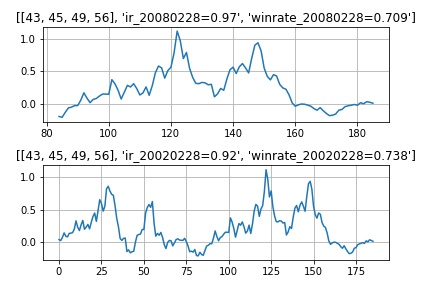 [[43, 45, 49, 56], 'ir_20080228=0.97', 'winrate_20080228=0.709']
1.0
0.5
0.0
80 100 120 140 160 180
[[43, 45, 49, 56], 'ir_20020228=0.92', 'winrate_20020228=0.738']
1.0
0.5
0.0
0 25 50 75 100 125 150 175